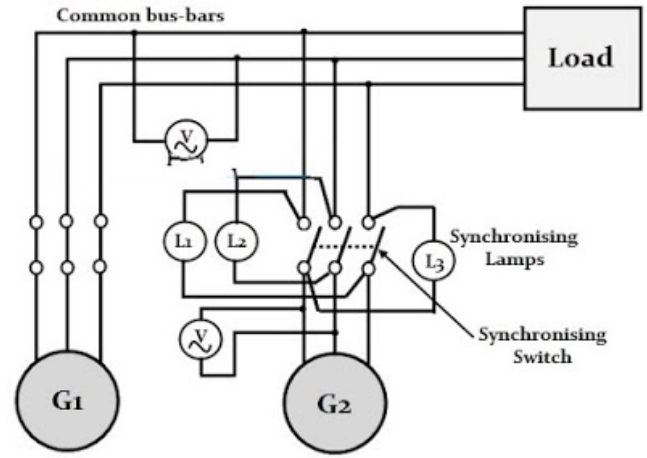 Common bus-bars
Load
V
L1
L2
L3
Synchronising
Lamps
V
Synchronising
Switch
G1
G2